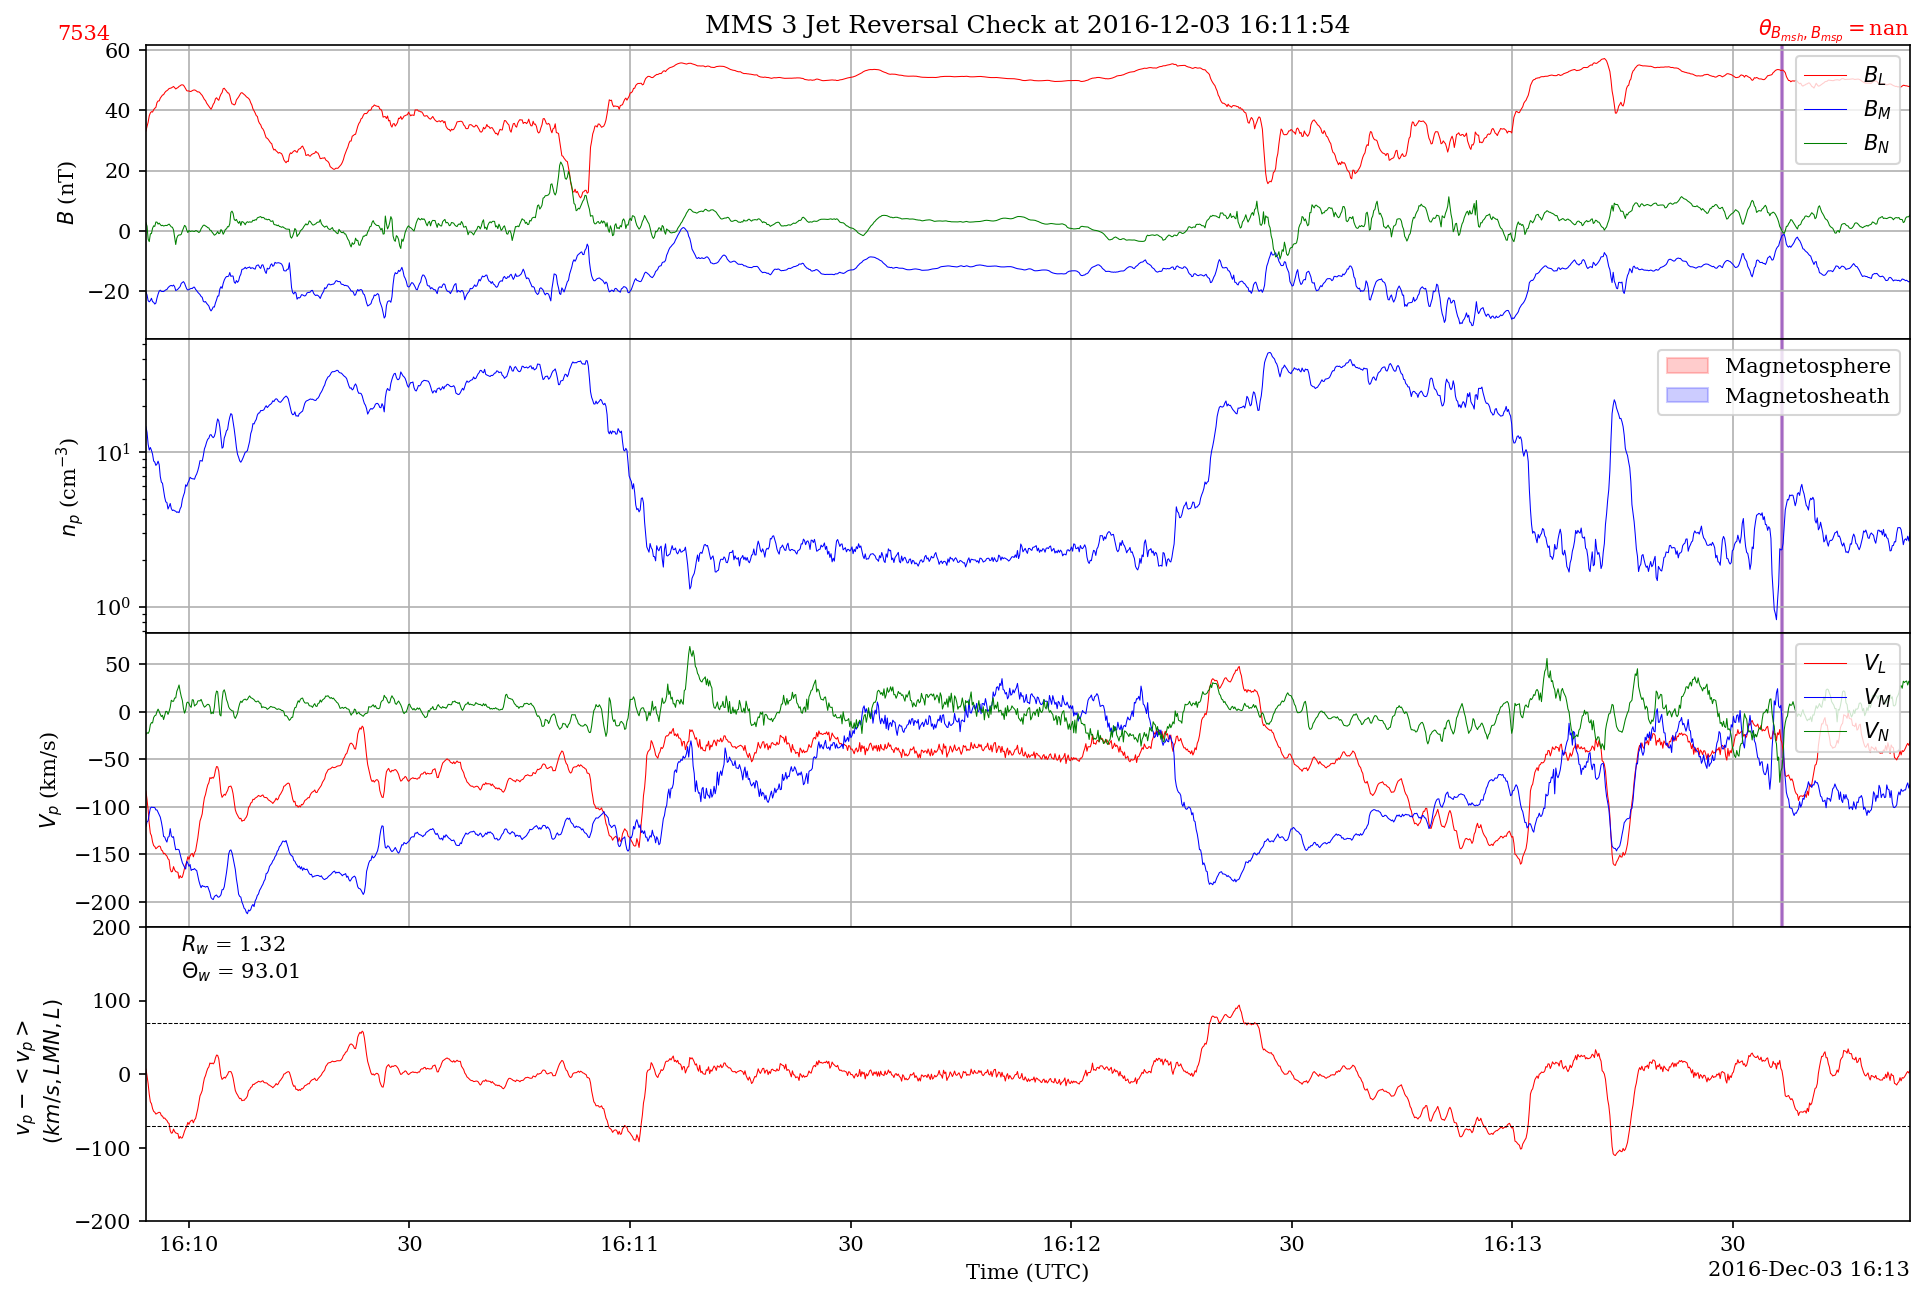 MMS 3 Jet Reversal Check at 2016-12-03 16:11:54
7534
θ_{B_{msh}, B_{msp}} = nan
60
40
20
0
−20
B (nT)
B_L
B_M
B_N
10^1
10^0
n_p (cm^{−3})
Magnetosphere
Magnetosheath
50
0
−50
−100
−150
−200
V_p (km/s)
V_L
V_M
V_N
200
100
0
−100
−200
v_p − <v_p>
(km/s, LMN, L)
R_w = 1.32
Θ_w = 93.01
16:10 30 16:11 30 16:12 30 16:13 30
Time (UTC)
2016-Dec-03 16:13